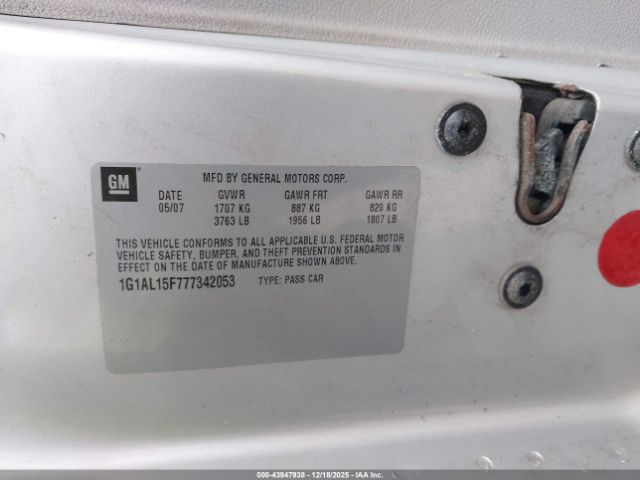 GM
MFD BY GENERAL MOTORS CORP.
DATE GVWR GAWR FRT GAWR RR
05/07 1707 KG 887 KG 820 KG
3763 LB 1956 LB 1807 LB
THIS VEHICLE CONFORMS TO ALL APPLICABLE U.S. FEDERAL MOTOR
VEHICLE SAFETY, BUMPER, AND THEFT PREVENTION STANDARDS IN
EFFECT ON THE DATE OF MANUFACTURE SHOWN ABOVE.
1G1AL15F777342053 TYPE: PASS CAR
000-43947938 - 12/18/2025 - IAA, Inc.